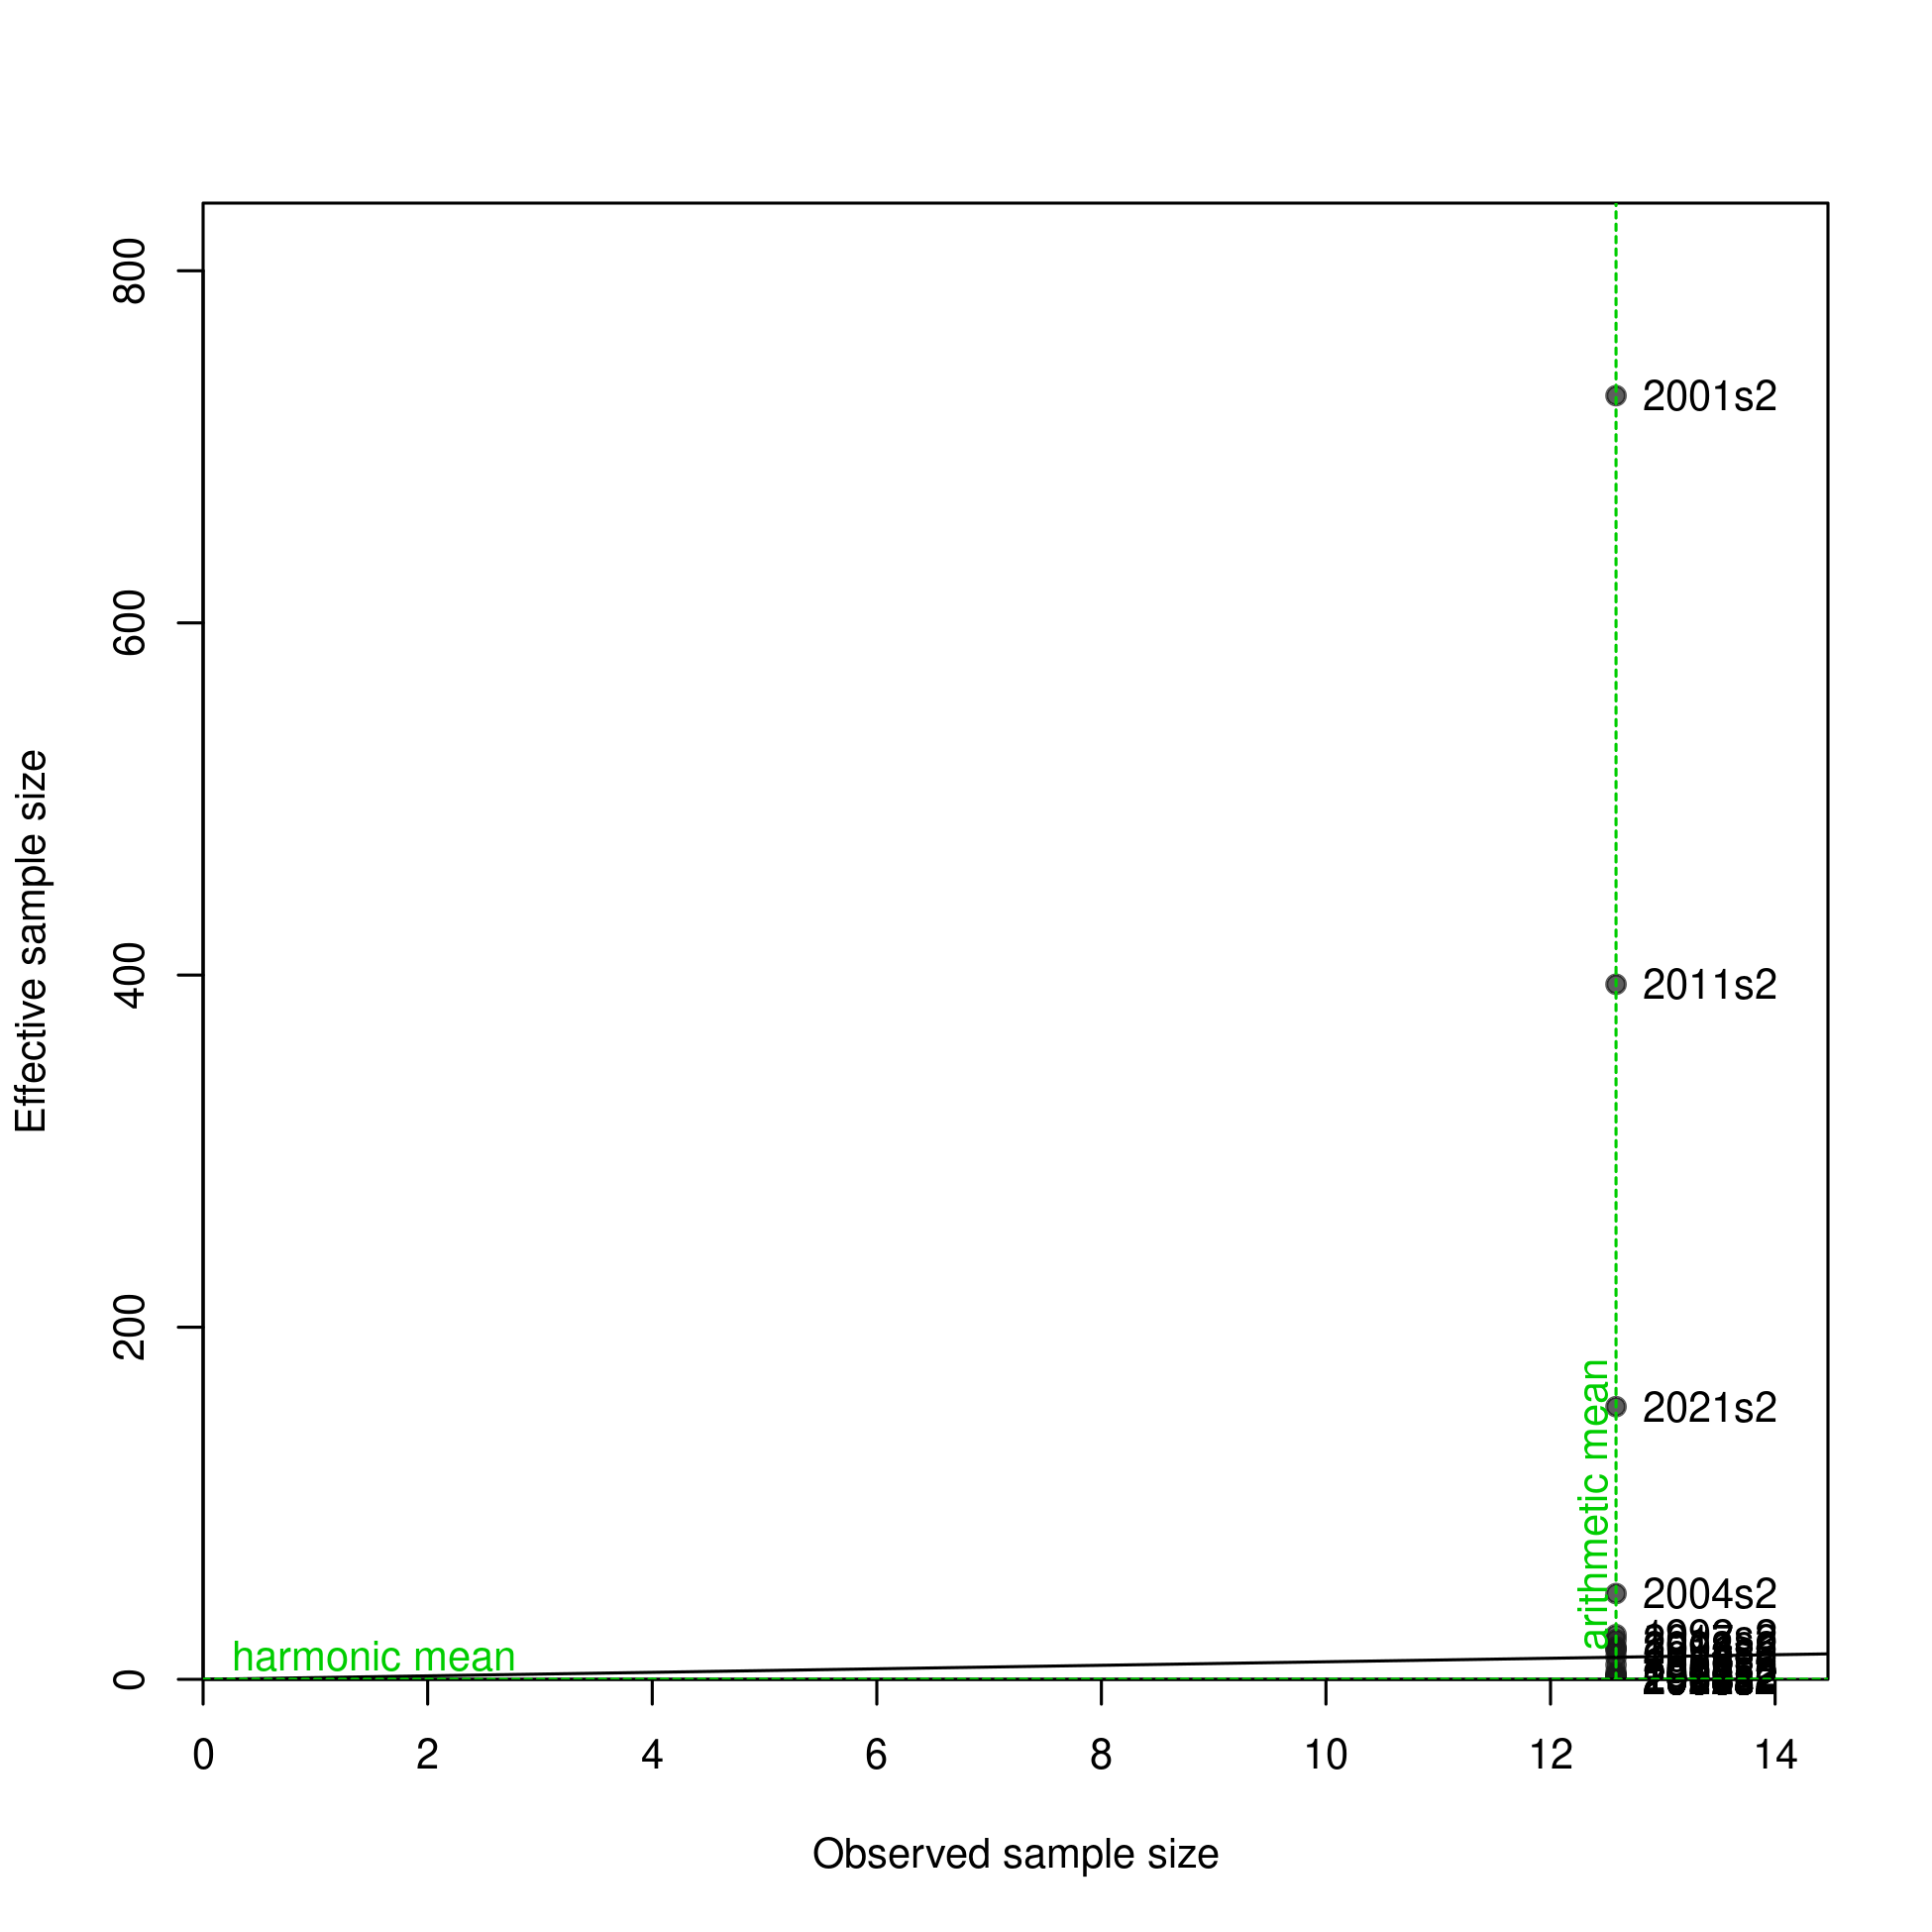 800
600
400
200
0
Effective sample size
2001s2
2011s2
2021s2
2004s2
arithmetic mean
harmonic mean
0 2 4 6 8 10 12 14
Observed sample size